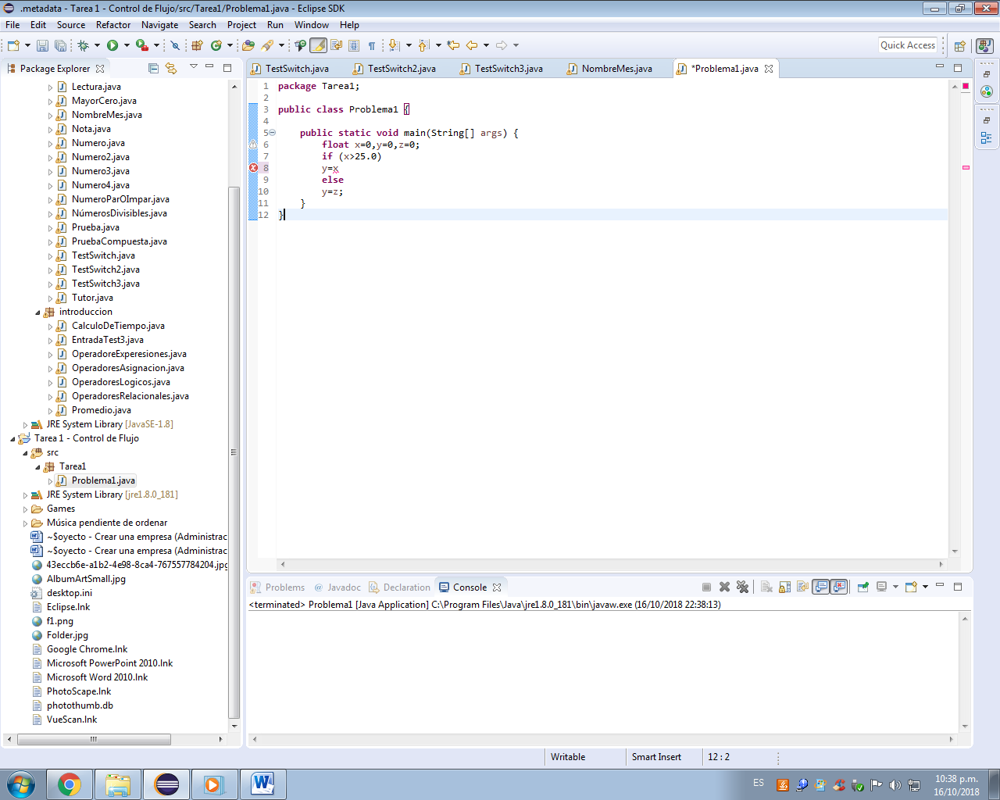 .metadata - Tarea 1 - Control de Flujo/src/Tarea1/Problema1.java - Eclipse SDK
File Edit Source Refactor Navigate Search Project Run Window Help
Quick Access
Package Explorer
Lectura.java
MayorCero.java
NombreMes.java
Nota.java
Numero.java
Numero2.java
Numero3.java
Numero4.java
NumeroParOImpar.java
NúmerosDivisibles.java
Prueba.java
PruebaCompuesta.java
TestSwitch.java
TestSwitch2.java
TestSwitch3.java
Tutor.java
introduccion
CalculoDeTiempo.java
EntradaTest3.java
OperadoreExperesiones.java
OperadoresAsignacion.java
OperadoresLogicos.java
OperadoresRelacionales.java
Promedio.java
JRE System Library [JavaSE-1.8]
Tarea 1 - Control de Flujo
src
Tarea1
Problema1.java
JRE System Library [jre1.8.0_181]
Games
Música pendiente de ordenar
~$oyecto - Crear una empresa (Administrac
~$oyecto - Crear una empresa (Administrac
43eccb6e-a1b2-4e98-8ca4-767557784204.jpg
AlbumArtSmall.jpg
desktop.ini
Eclipse.lnk
f1.png
Folder.jpg
Google Chrome.lnk
Microsoft PowerPoint 2010.lnk
Microsoft Word 2010.lnk
PhotoScape.lnk
photothumb.db
VueScan.lnk
TestSwitch.java TestSwitch2.java TestSwitch3.java NombreMes.java *Problema1.java
1 package Tarea1;
2
3 public class Problema1 {
4
5 public static void main(String[] args) {
6 float x=0,y=0,z=0;
7 if (x>25.0)
8 y=x
9 else
10 y=z;
11 }
12 }
Problems @ Javadoc Declaration Console
<terminated> Problema1 [Java Application] C:\Program Files\Java\jre1.8.0_181\bin\javaw.exe (16/10/2018 22:38:13)
Writable Smart Insert 12 : 2
ES 10:38 p.m.
16/10/2018